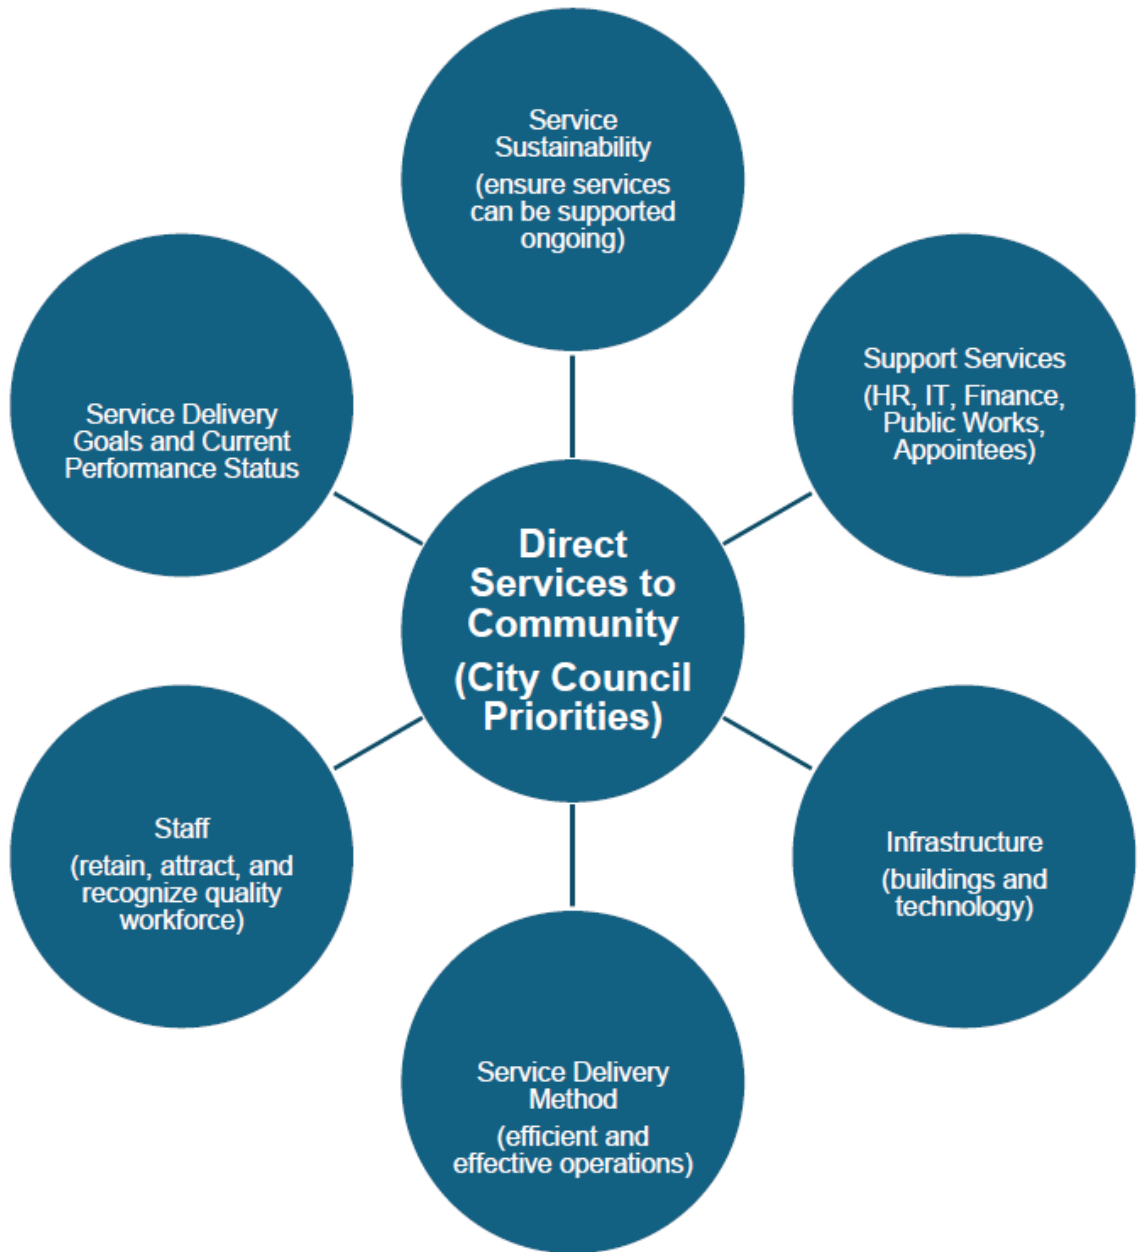 Service
Sustainability
(ensure services
can be supported
ongoing)
Support Services
(HR, IT, Finance,
Public Works,
Appointees)
Infrastructure
(buildings and
technology)
Service Delivery
Method
(efficient and
effective operations)
Staff
(retain, attract, and
recognize quality
workforce)
Service Delivery
Goals and Current
Performance Status
Direct
Services to
Community
(City Council
Priorities)